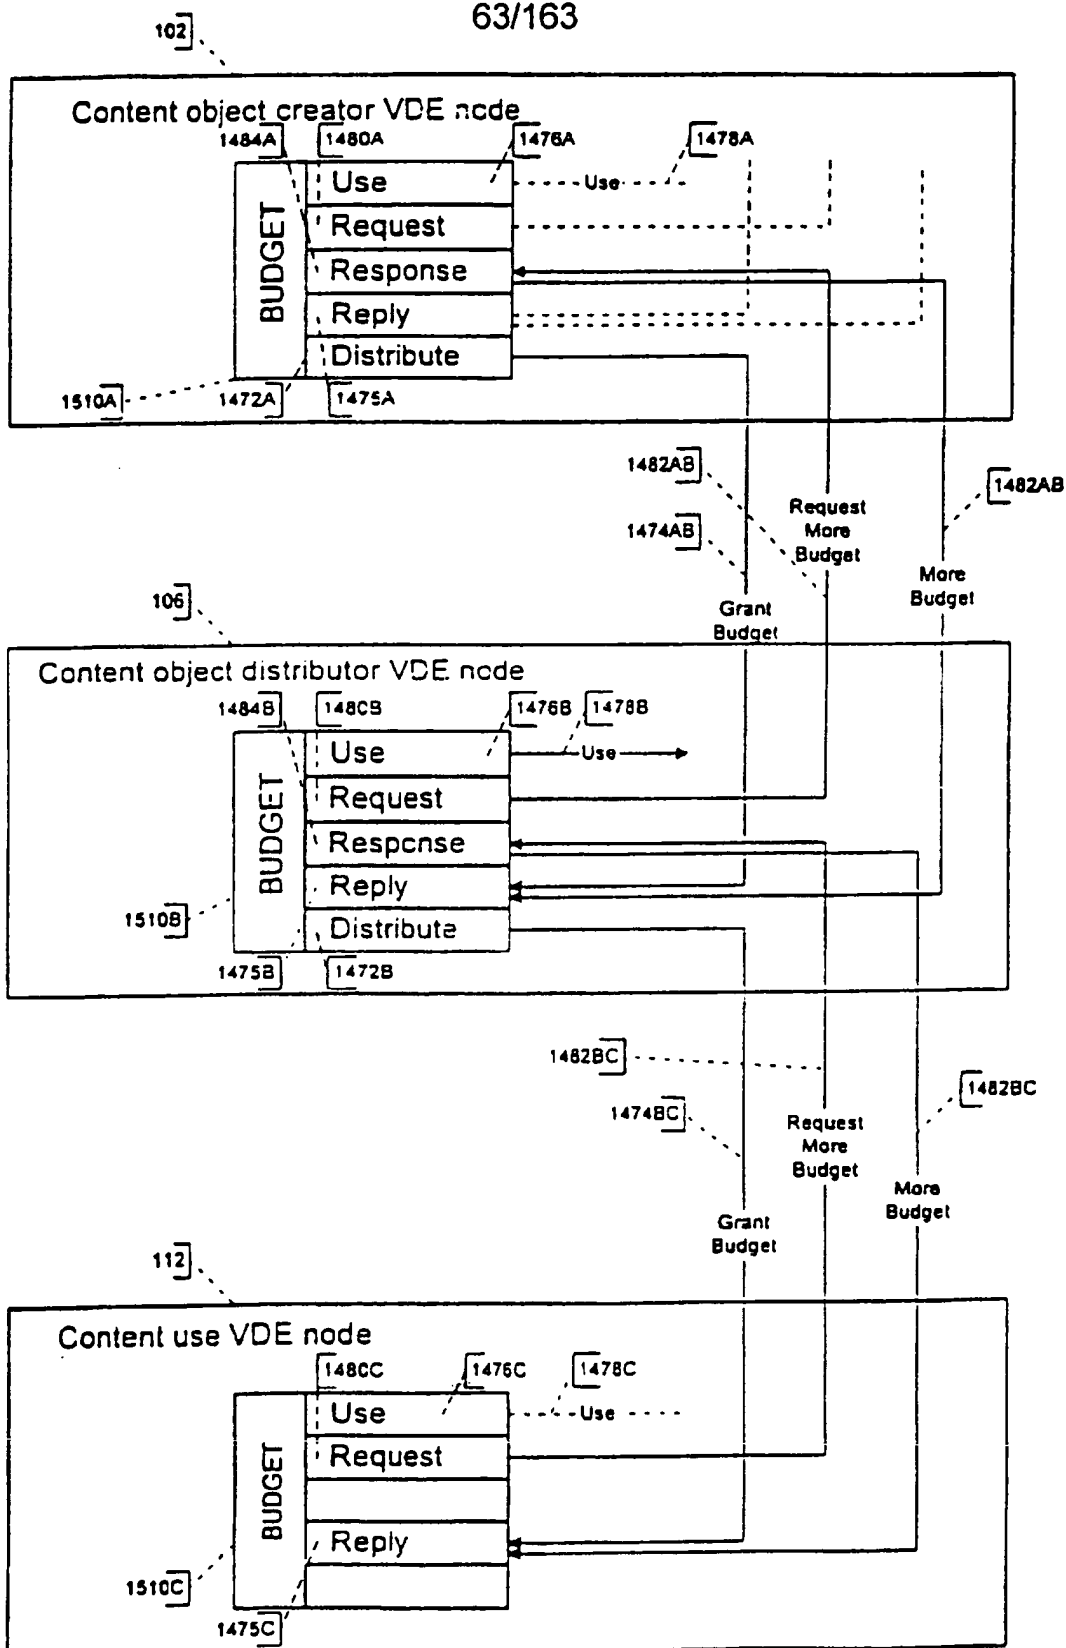 63/163
102
Content object creator VDE node
1484A
1480A
1476A
1478A
BUDGET
Use
Use
Request
Response
Reply
Distribute
1510A
1472A
1475A
1482AB
1482AB
Request
More
Budget
1474AB
More
Budget
Grant
Budget
106
Content object distributor VDE node
1484B
1480B
1476B
1478B
BUDGET
Use
Use
Request
Response
Reply
Distribute
1510B
1475B
1472B
1482BC
1482BC
1474BC
Request
More
Budget
More
Budget
Grant
Budget
112
Content use VDE node
1480C
1476C
1478C
BUDGET
Use
Use
Request
Reply
1510C
1475C